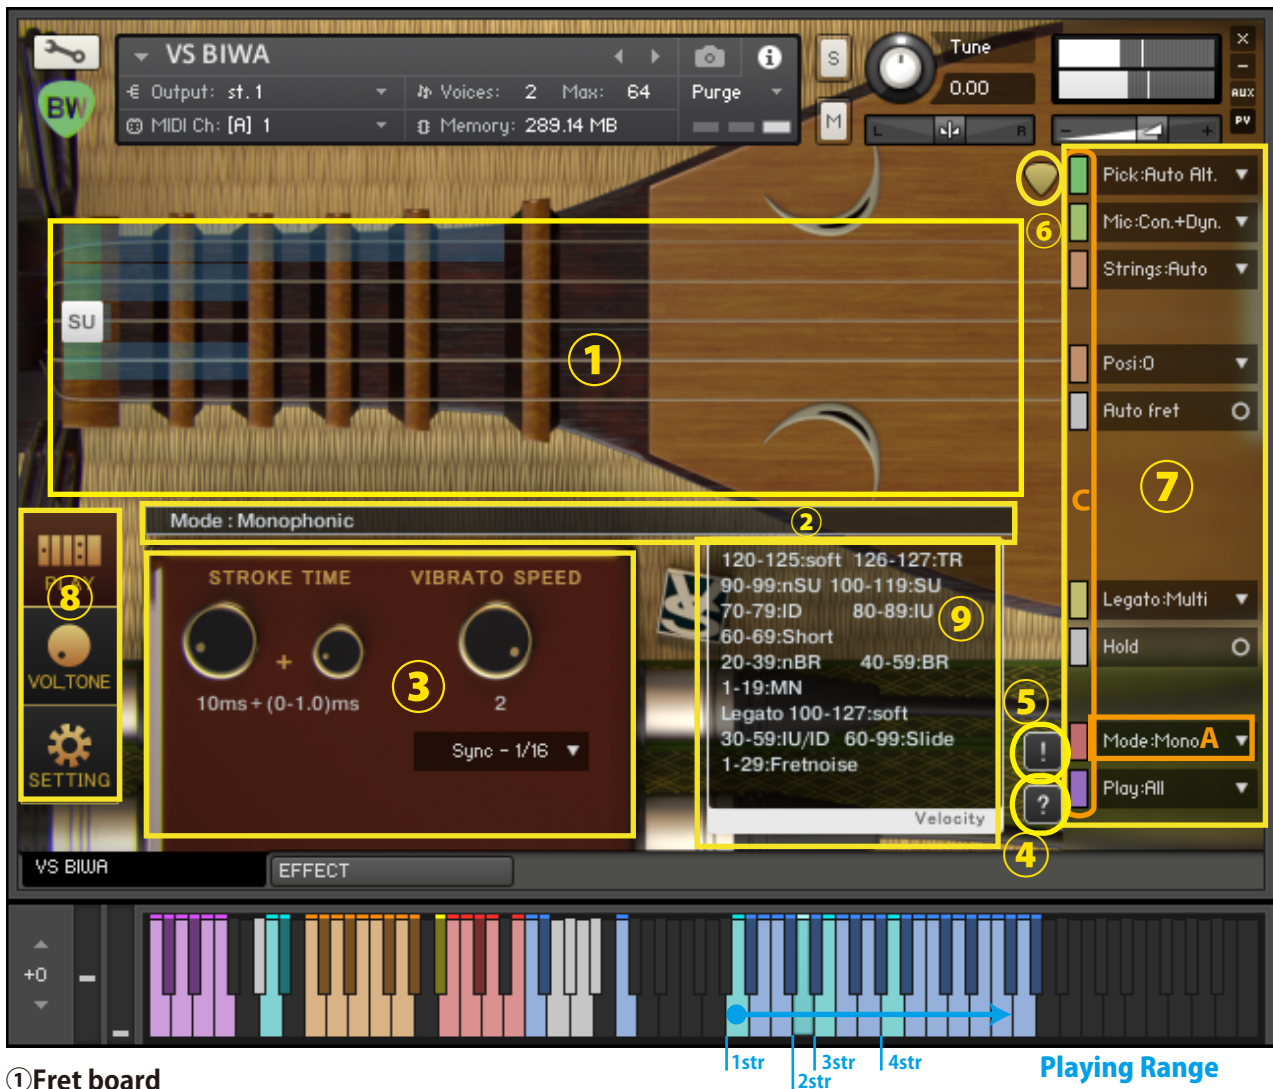 VS BIWA
Output: st.1
Voices: 2 Max: 64
Purge
MIDI Ch: [A] 1
Memory: 289.14 MB
S
M
Tune
0.00
L
R
AUX
PV
BW
Pick:Auto Alt.
Mic:Con.+Dyn.
Strings:Auto
Posi:0
Auto fret
Legato:Multi
Hold
Mode:Mono
Play:All
⑥
⑦
C
A
SU
①
Mode : Monophonic
②
PLAY
⑧
VOL,TONE
SETTING
STROKE TIME
VIBRATO SPEED
+
10ms+(0-1.0)ms
2
③
Sync - 1/16
120-125:soft 126-127:TR
90-99:nSU 100-119:SU
70-79:ID 80-89:IU
60-69:Short
20-39:nBR 40-59:BR
1-19:MN
Legato 100-127:soft
30-59:IU/ID 60-99:Slide
1-29:Fretnoise
Velocity
⑨
⑤
!
?
④
VS BIWA
EFFECT
+0
1str
2str
3str
4str
Playing Range
①Fret board